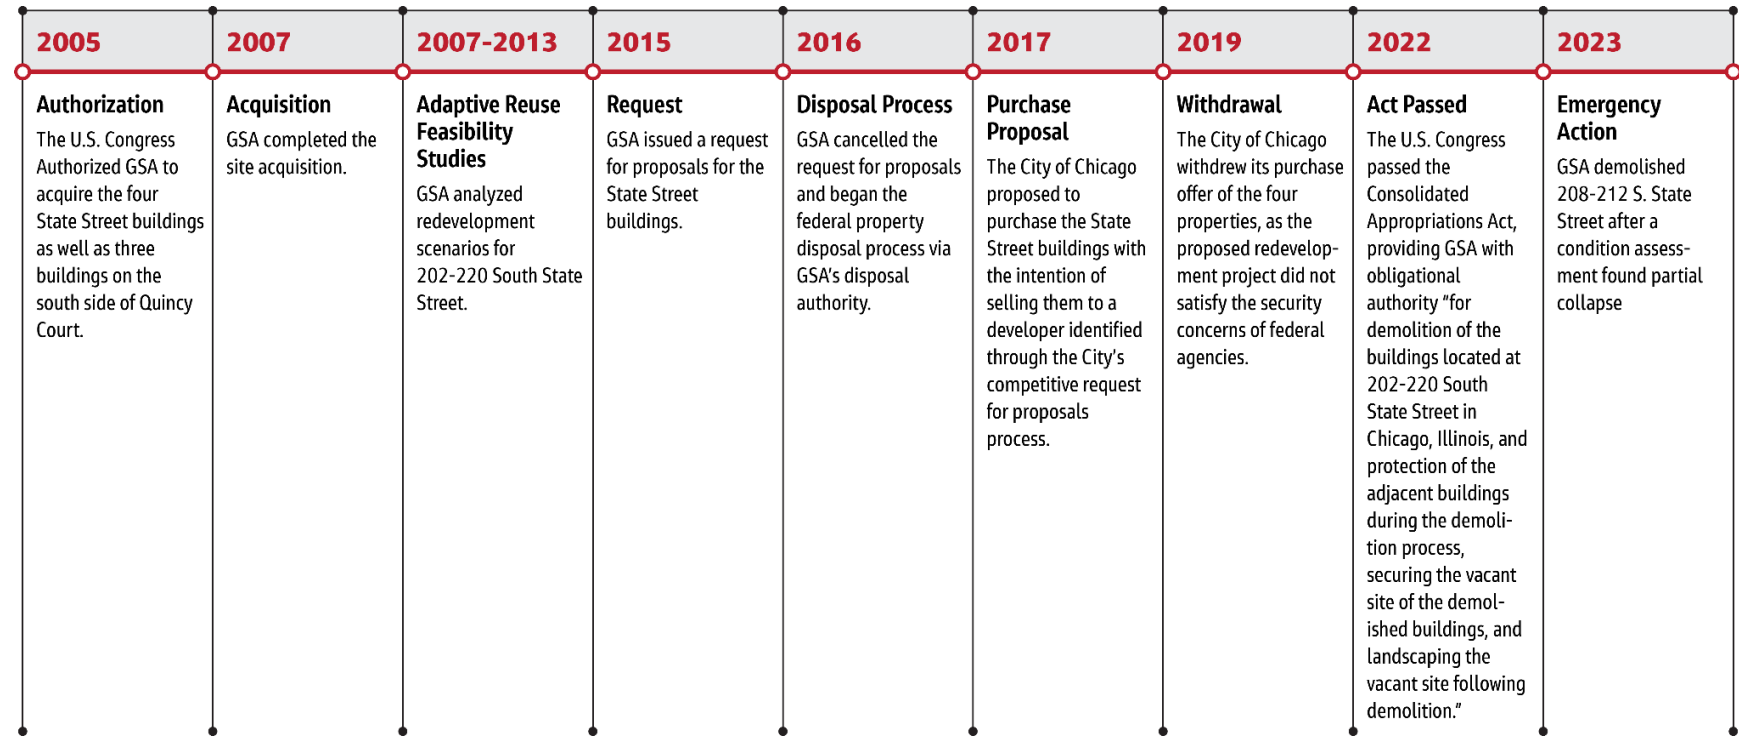 2005
Authorization
The U.S. Congress
Authorized GSA to
acquire the four
State Street buildings
as well as three
buildings on the
south side of Quincy
Court.
2007
Acquisition
GSA completed the
site acquisition.
2007-2013
Adaptive Reuse
Feasibility
Studies
GSA analyzed
redevelopment
scenarios for
202-220 South State
Street.
2015
Request
GSA issued a request
for proposals for the
State Street
buildings.
2016
Disposal Process
GSA cancelled the
request for proposals
and began the
federal property
disposal process via
GSA's disposal
authority.
2017
Purchase
Proposal
The City of Chicago
proposed to
purchase the State
Street buildings with
the intention of
selling them to a
developer identified
through the City's
competitive request
for proposals
process.
2019
Withdrawal
The City of Chicago
withdrew its purchase
offer of the four
properties, as the
proposed redevelop-
ment project did not
satisfy the security
concerns of federal
agencies.
2022
Act Passed
The U.S. Congress
passed the
Consolidated
Appropriations Act,
providing GSA with
obligational
authority "for
demolition of the
buildings located at
202-220 South
State Street in
Chicago, Illinois, and
protection of the
adjacent buildings
during the demoli-
tion process,
securing the vacant
site of the demol-
ished buildings, and
landscaping the
vacant site following
demolition."
2023
Emergency
Action
GSA demolished
208-212 S. State
Street after a
condition assess-
ment found partial
collapse